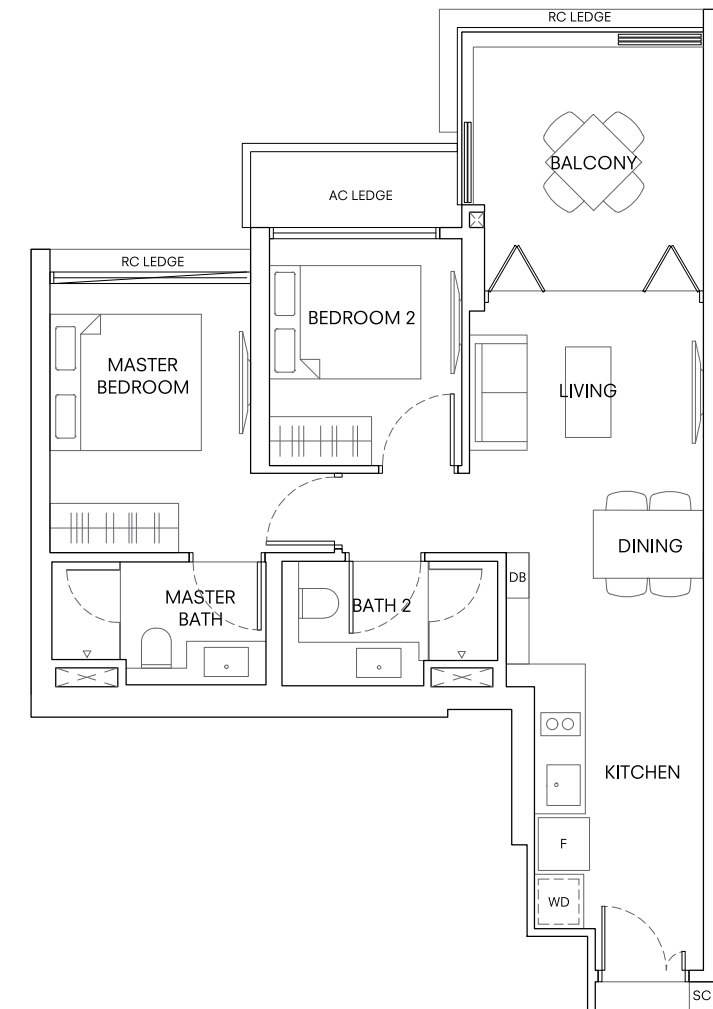 RC LEDGE
BALCONY
AC LEDGE
RC LEDGE
BEDROOM 2
MASTER
BEDROOM
LIVING
DINING
DB
MASTER
BATH
BATH 2
KITCHEN
F
WD
SC